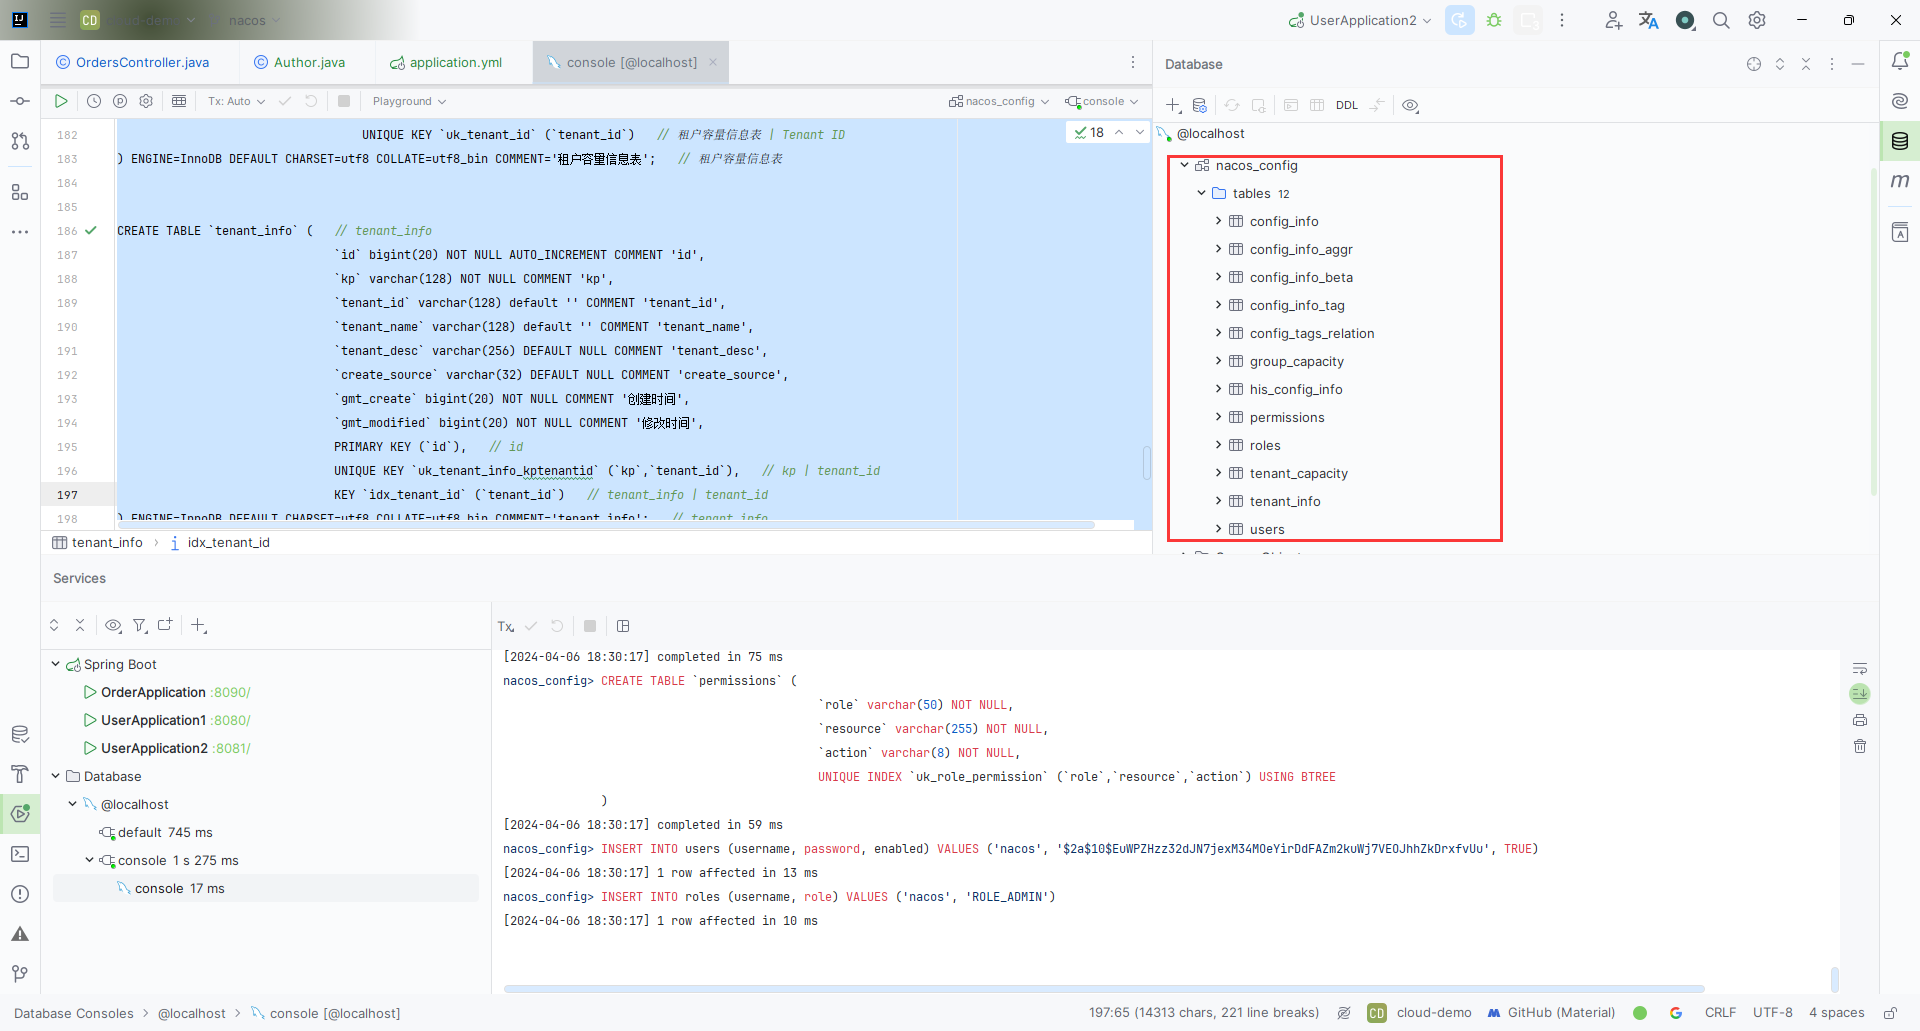 CD cloud-demo nacos UserApplication2
OrdersController.java Author.java application.yml console [@localhost]
Tx: Auto Playground nacos_config console
18
182 UNIQUE KEY `uk_tenant_id` (`tenant_id`) // 租户容量信息表 | Tenant ID
183 ) ENGINE=InnoDB DEFAULT CHARSET=utf8 COLLATE=utf8_bin COMMENT='租户容量信息表'; // 租户容量信息表
184
185
186 CREATE TABLE `tenant_info` ( // tenant_info
187 `id` bigint(20) NOT NULL AUTO_INCREMENT COMMENT 'id',
188 `kp` varchar(128) NOT NULL COMMENT 'kp',
189 `tenant_id` varchar(128) default '' COMMENT 'tenant_id',
190 `tenant_name` varchar(128) default '' COMMENT 'tenant_name',
191 `tenant_desc` varchar(256) DEFAULT NULL COMMENT 'tenant_desc',
192 `create_source` varchar(32) DEFAULT NULL COMMENT 'create_source',
193 `gmt_create` bigint(20) NOT NULL COMMENT '创建时间',
194 `gmt_modified` bigint(20) NOT NULL COMMENT '修改时间',
195 PRIMARY KEY (`id`), // id
196 UNIQUE KEY `uk_tenant_info_kptenantid` (`kp`,`tenant_id`), // kp | tenant_id
197 KEY `idx_tenant_id` (`tenant_id`) // tenant_info | tenant_id
198 ) ENGINE=InnoDB DEFAULT CHARSET=utf8 COLLATE=utf8_bin COMMENT='tenant_info'; // tenant_info
tenant_info idx_tenant_id
Database
DDL
@localhost
nacos_config
tables 12
config_info
config_info_aggr
config_info_beta
config_info_tag
config_tags_relation
group_capacity
his_config_info
permissions
roles
tenant_capacity
tenant_info
users
Services
Spring Boot
OrderApplication :8090/
UserApplication1 :8080/
UserApplication2 :8081/
Database
@localhost
default 745 ms
console 1 s 275 ms
console 17 ms
Tx
[2024-04-06 18:30:17] completed in 75 ms
nacos_config> CREATE TABLE `permissions` (
`role` varchar(50) NOT NULL,
`resource` varchar(255) NOT NULL,
`action` varchar(8) NOT NULL,
UNIQUE INDEX `uk_role_permission` (`role`,`resource`,`action`) USING BTREE
)
[2024-04-06 18:30:17] completed in 59 ms
nacos_config> INSERT INTO users (username, password, enabled) VALUES ('nacos', '$2a$10$EuWPZHzz32dJN7jexM34MOeYirDdFAZm2kuWj7VEOJhhZkDrxfvUu', TRUE)
[2024-04-06 18:30:17] 1 row affected in 13 ms
nacos_config> INSERT INTO roles (username, role) VALUES ('nacos', 'ROLE_ADMIN')
[2024-04-06 18:30:17] 1 row affected in 10 ms
Database Consoles @localhost console [@localhost] 197:65 (14313 chars, 221 line breaks) CD cloud-demo GitHub (Material) CRLF UTF-8 4 spaces